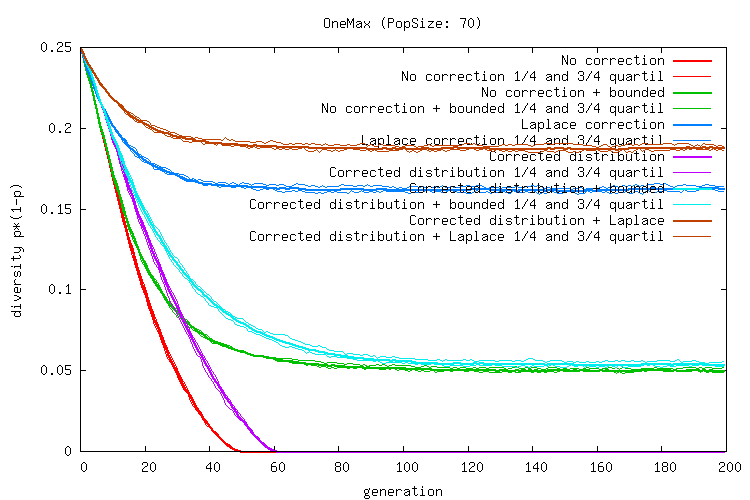 OneMax (PopSize: 70)
0.25
0.2
0.15
0.1
0.05
0
diversity p*(1-p)
No correction
No correction 1/4 and 3/4 quartil
No correction + bounded
No correction + bounded 1/4 and 3/4 quartil
Laplace correction
Laplace correction 1/4 and 3/4 quartil
Corrected distribution
Corrected distribution 1/4 and 3/4 quartil
Corrected distribution + bounded
Corrected distribution + bounded 1/4 and 3/4 quartil
Corrected distribution + Laplace
Corrected distribution + Laplace 1/4 and 3/4 quartil
0 20 40 60 80 100 120 140 160 180 200
generation